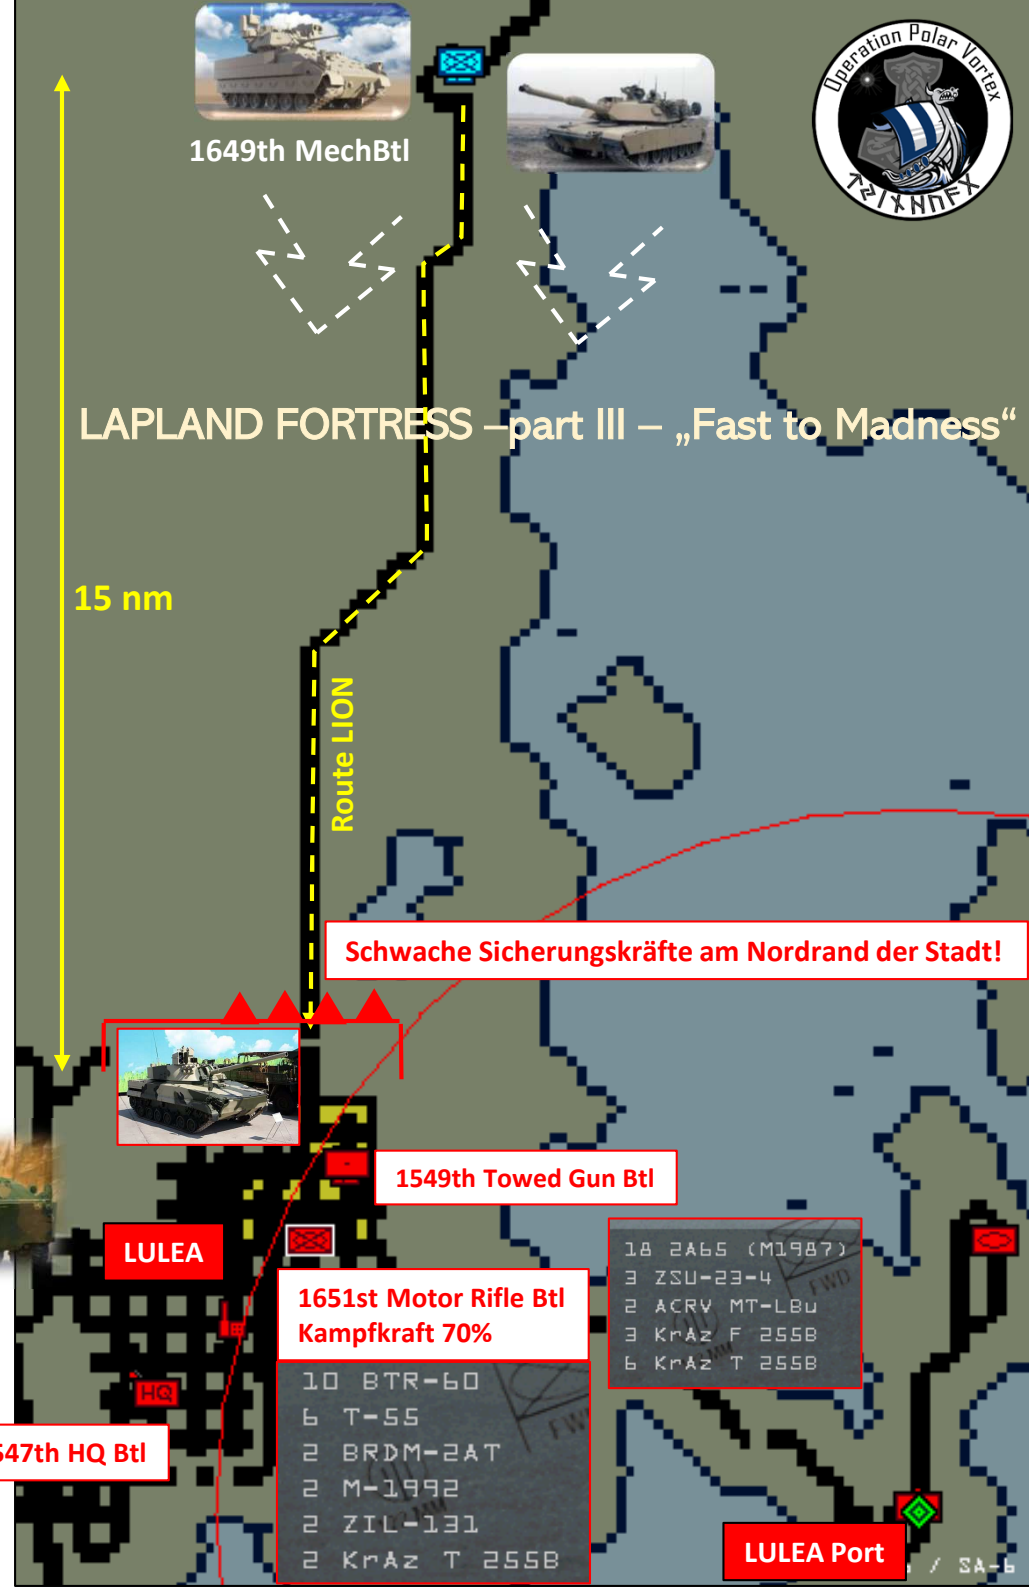 Operation Polar Vortex
1649th MechBtl
LAPLAND FORTRESS –part III – „Fast to Madness“
15 nm
Route LION
Schwache Sicherungskräfte am Nordrand der Stadt!
1549th Towed Gun Btl
LULEA
1651st Motor Rifle Btl
Kampfkraft 70%
18 2A65 (M1987)
3 ZSU-23-4
2 ACRV MT-LBu
3 KrAz F 255B
6 KrAz T 255B
FWD
HQ
547th HQ Btl
10 BTR-60
6 T-55
2 BRDM-2AT
2 M-1992
2 ZIL-131
2 KrAz T 255B
LULEA Port
/ SA-6